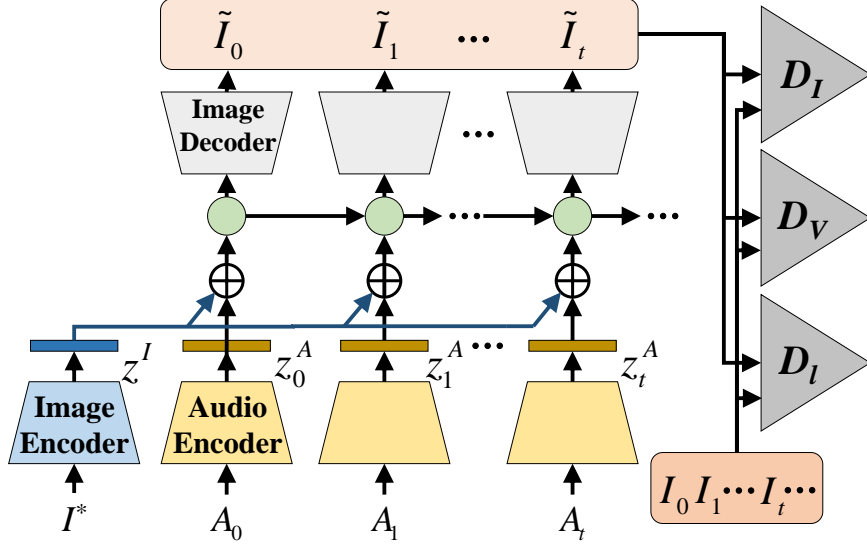 Ĩ₀ Ĩ₁ ··· Ĩₜ
D_I
Image
Decoder
···
D_V
···
···
z^I z₀^A z₁^A ··· zₜ^A
D_l
Image
Encoder
Audio
Encoder
I₀ I₁ ··· Iₜ ···
I* A₀ A₁ Aₜ